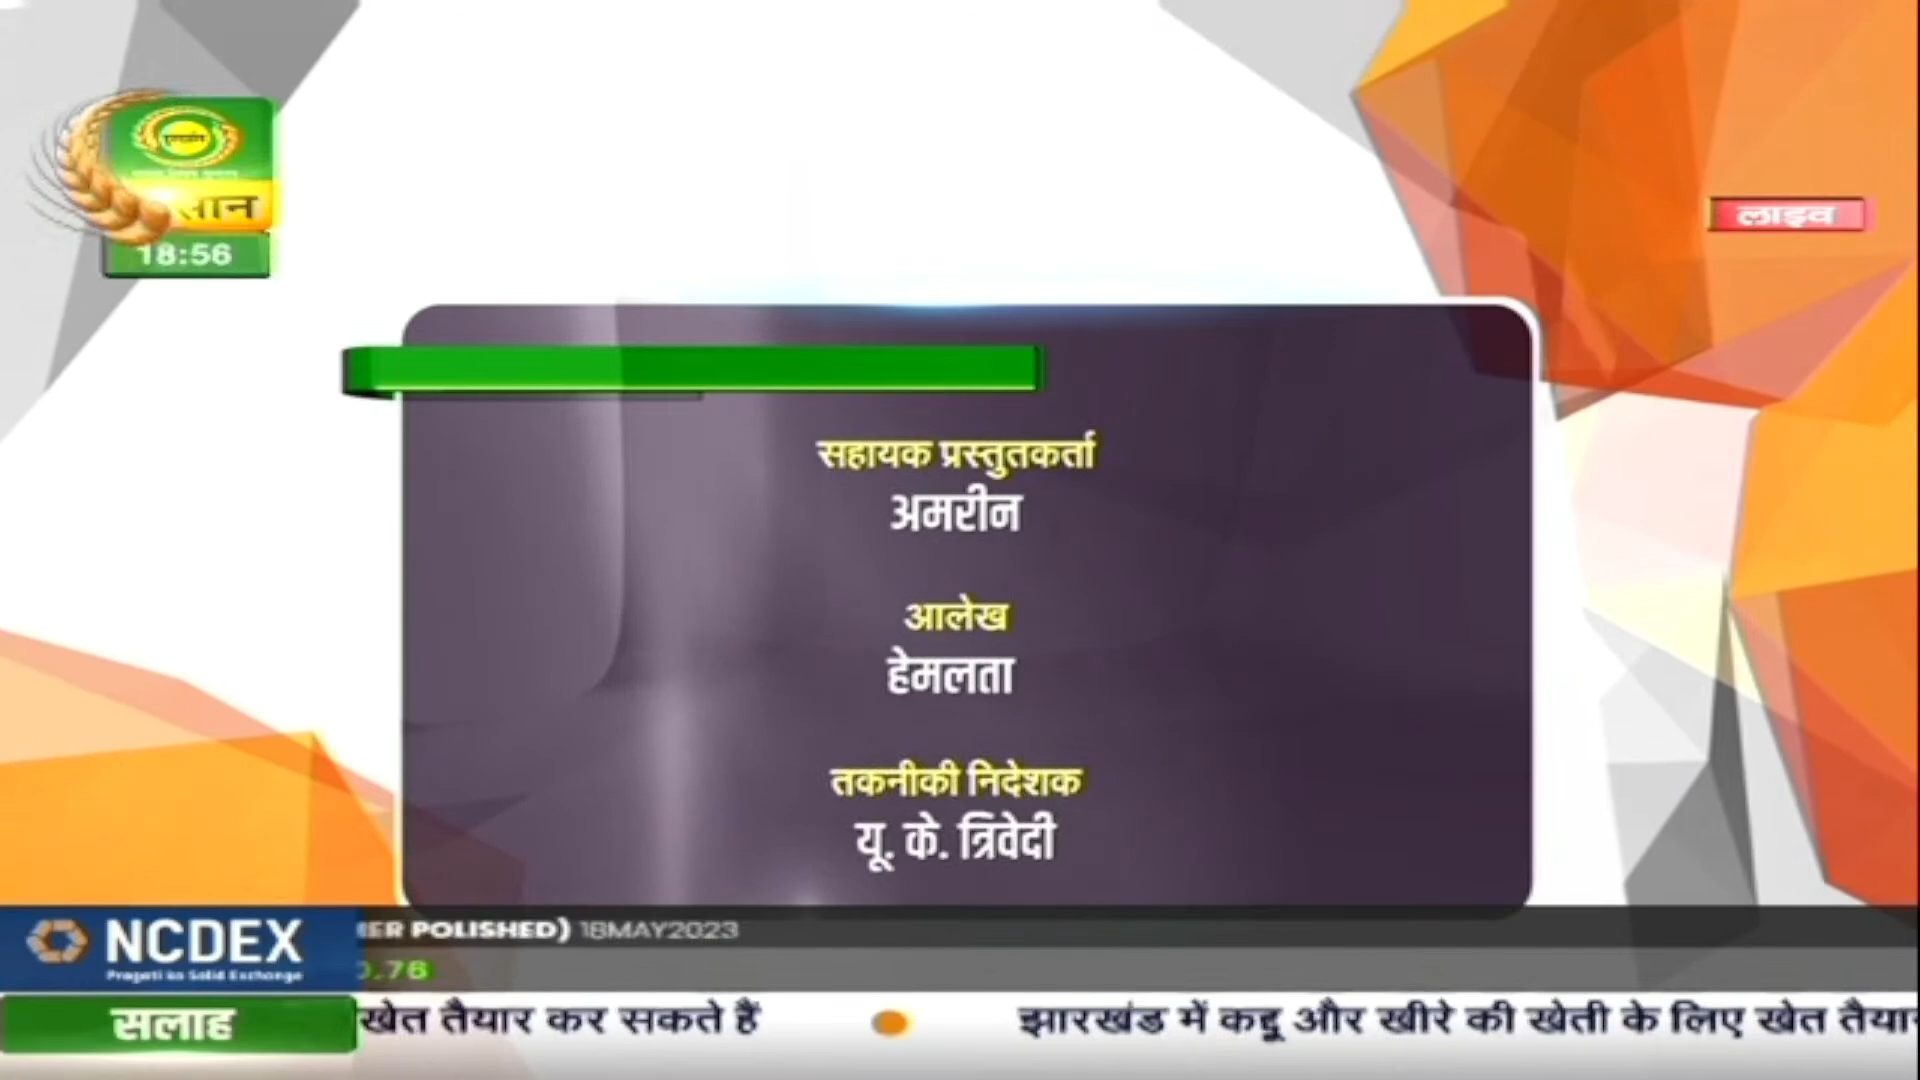 सान
18:56
लाइव
सहायक प्रस्तुतकर्ता
अमरीन
आलेख
हेमलता
तकनीकी निदेशक
यू. के. त्रिवेदी
NCDEX
Pragati ka Solid Exchange
POLISHED) 18MAY2023
.76
सलाह
खेत तैयार कर सकते हैं
झारखंड में कद्दू और खीरे की खेती के लिए खेत तैयार